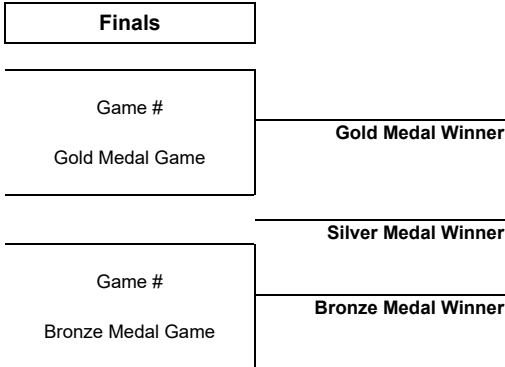 Finals
Game #
Gold Medal Winner
Gold Medal Game
Silver Medal Winner
Game #
Bronze Medal Winner
Bronze Medal Game